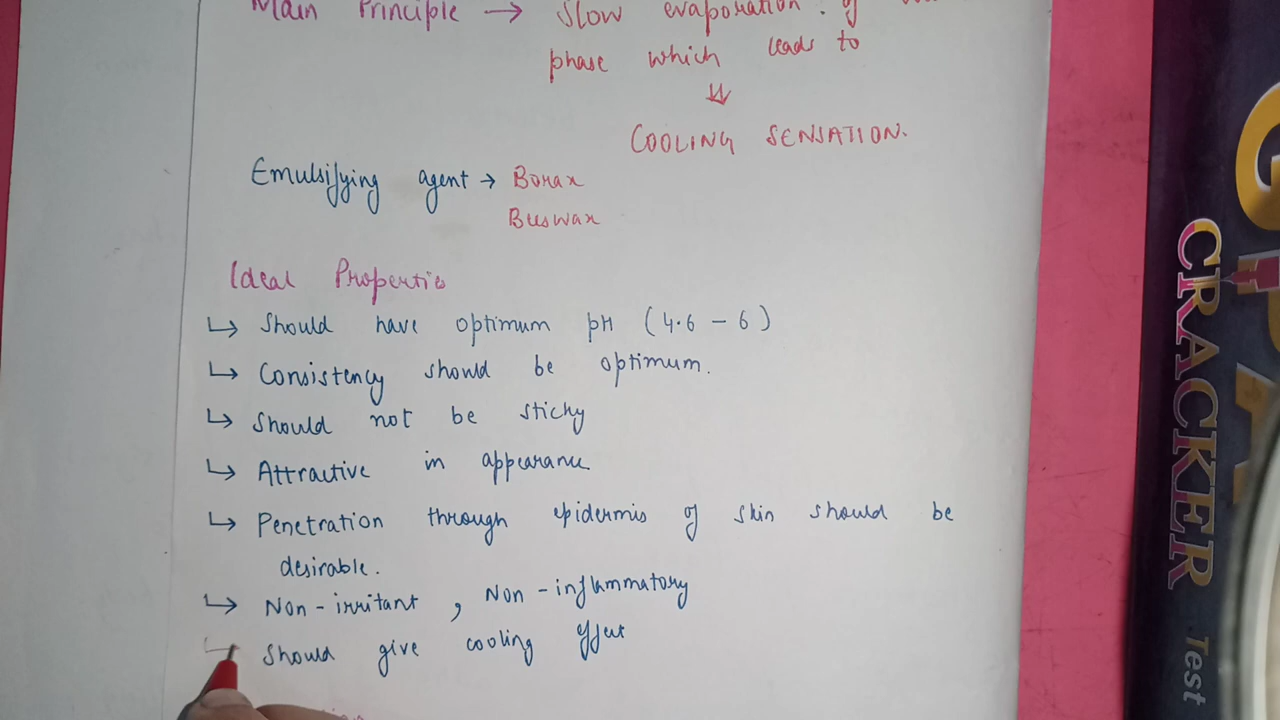 Main Principle → Slow evaporation of
phase which leads to
COOLING SENSATION.
Emulsifying agent → Borax
Beeswax
Ideal Properties
↳ Should have optimum pH (4.6 - 6)
↳ Consistency should be optimum.
↳ Should not be sticky
↳ Attractive in appearance
↳ Penetration through epidermis of skin should be
desirable.
↳ Non-irritant, Non-inflammatory
↳ Should give cooling effect
CRACKER
Test